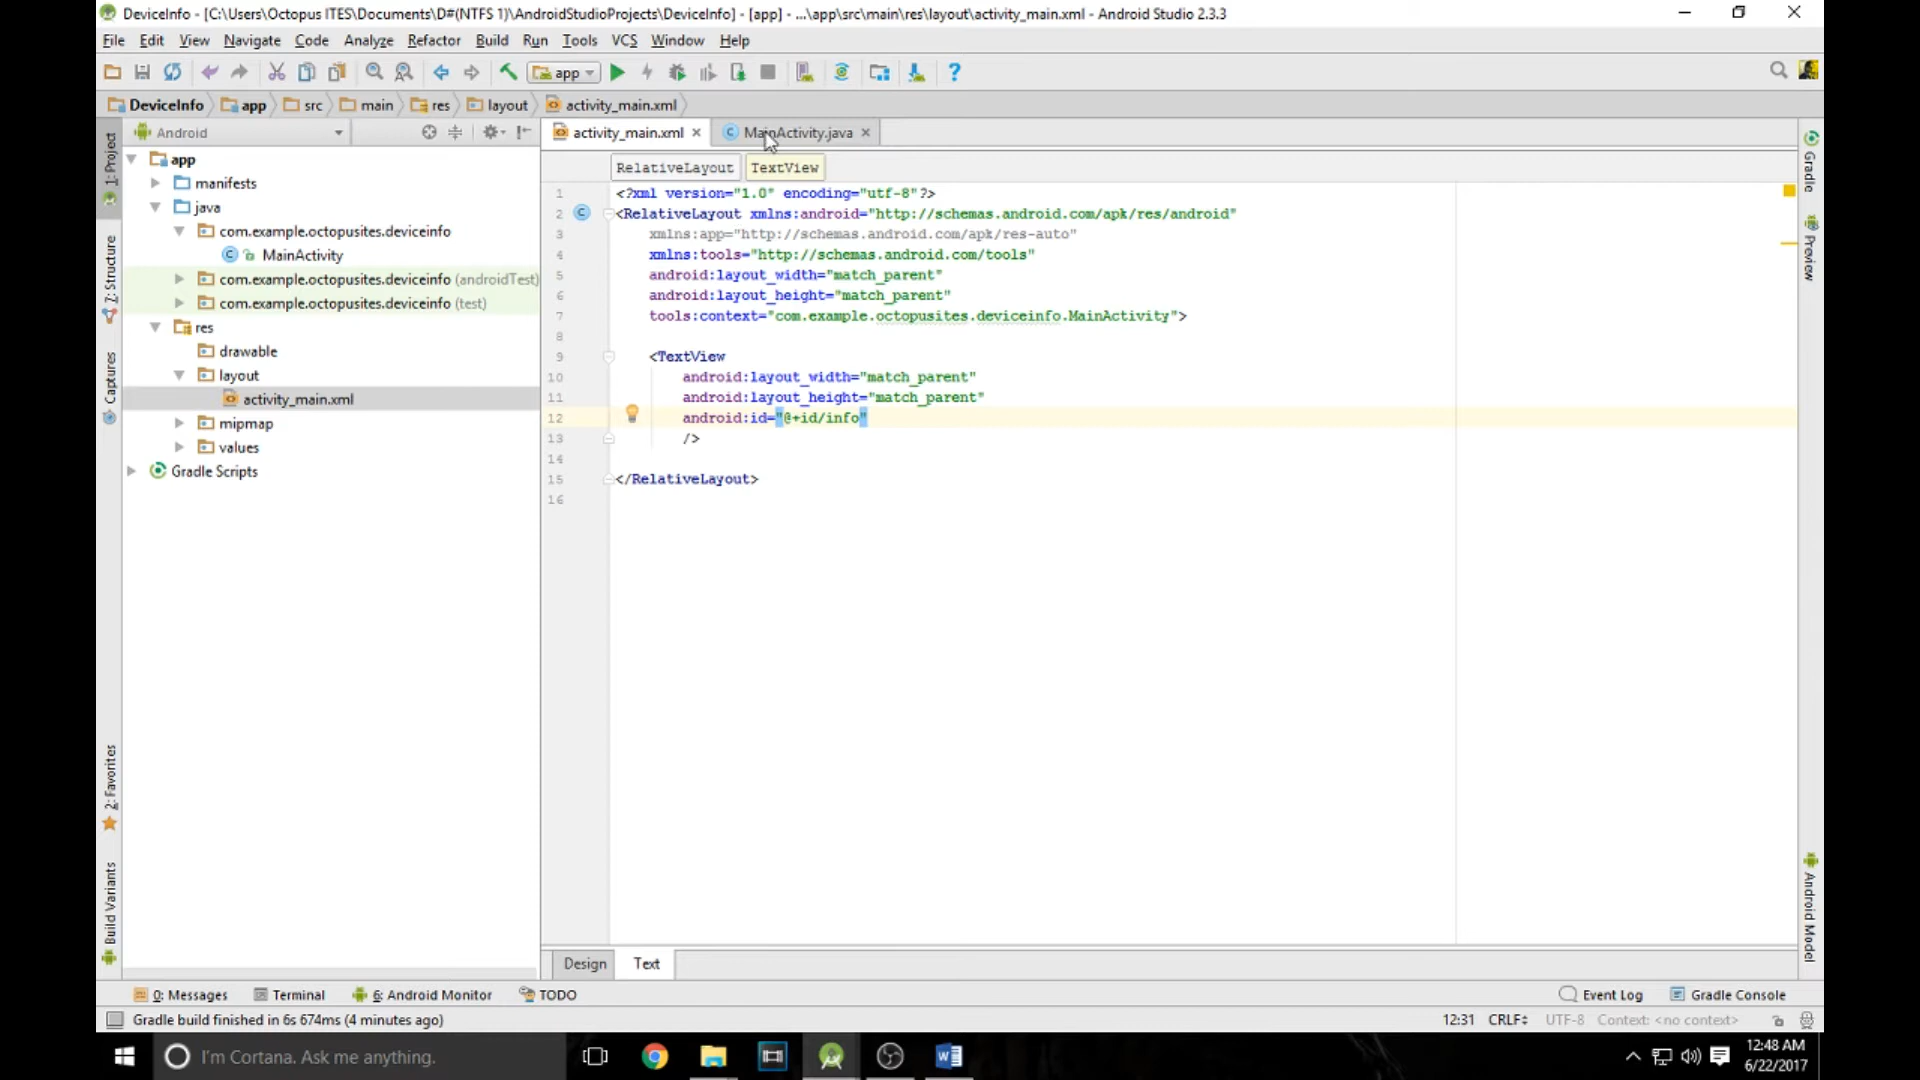 DeviceInfo - [C:\Users\Octopus ITES\Documents\D#(NTFS 1)\AndroidStudioProjects\DeviceInfo] - [app] - ...\app\src\main\res\layout\activity_main.xml - Android Studio 2.3.3
File Edit View Navigate Code Analyze Refactor Build Run Tools VCS Window Help
app
DeviceInfo app src main res layout activity_main.xml
1: Project
7: Structure
Captures
2: Favorites
Build Variants
Android
app
manifests
java
com.example.octopusites.deviceinfo
MainActivity
com.example.octopusites.deviceinfo (androidTest)
com.example.octopusites.deviceinfo (test)
res
drawable
layout
activity_main.xml
mipmap
values
Gradle Scripts
activity_main.xml MainActivity.java
RelativeLayout TextView
1 <?xml version="1.0" encoding="utf-8"?>
2 <RelativeLayout xmlns:android="http://schemas.android.com/apk/res/android"
3 xmlns:app="http://schemas.android.com/apk/res-auto"
4 xmlns:tools="http://schemas.android.com/tools"
5 android:layout_width="match_parent"
6 android:layout_height="match_parent"
7 tools:context="com.example.octopusites.deviceinfo.MainActivity">
8
9 <TextView
10 android:layout_width="match_parent"
11 android:layout_height="match_parent"
12 android:id="@+id/info"
13 />
14
15 </RelativeLayout>
16
Design Text
Gradle
Preview
Android Model
0: Messages Terminal 6: Android Monitor TODO Event Log Gradle Console
Gradle build finished in 6s 674ms (4 minutes ago) 12:31 CRLF UTF-8 Context: <no context>
I'm Cortana. Ask me anything.
12:48 AM
6/22/2017